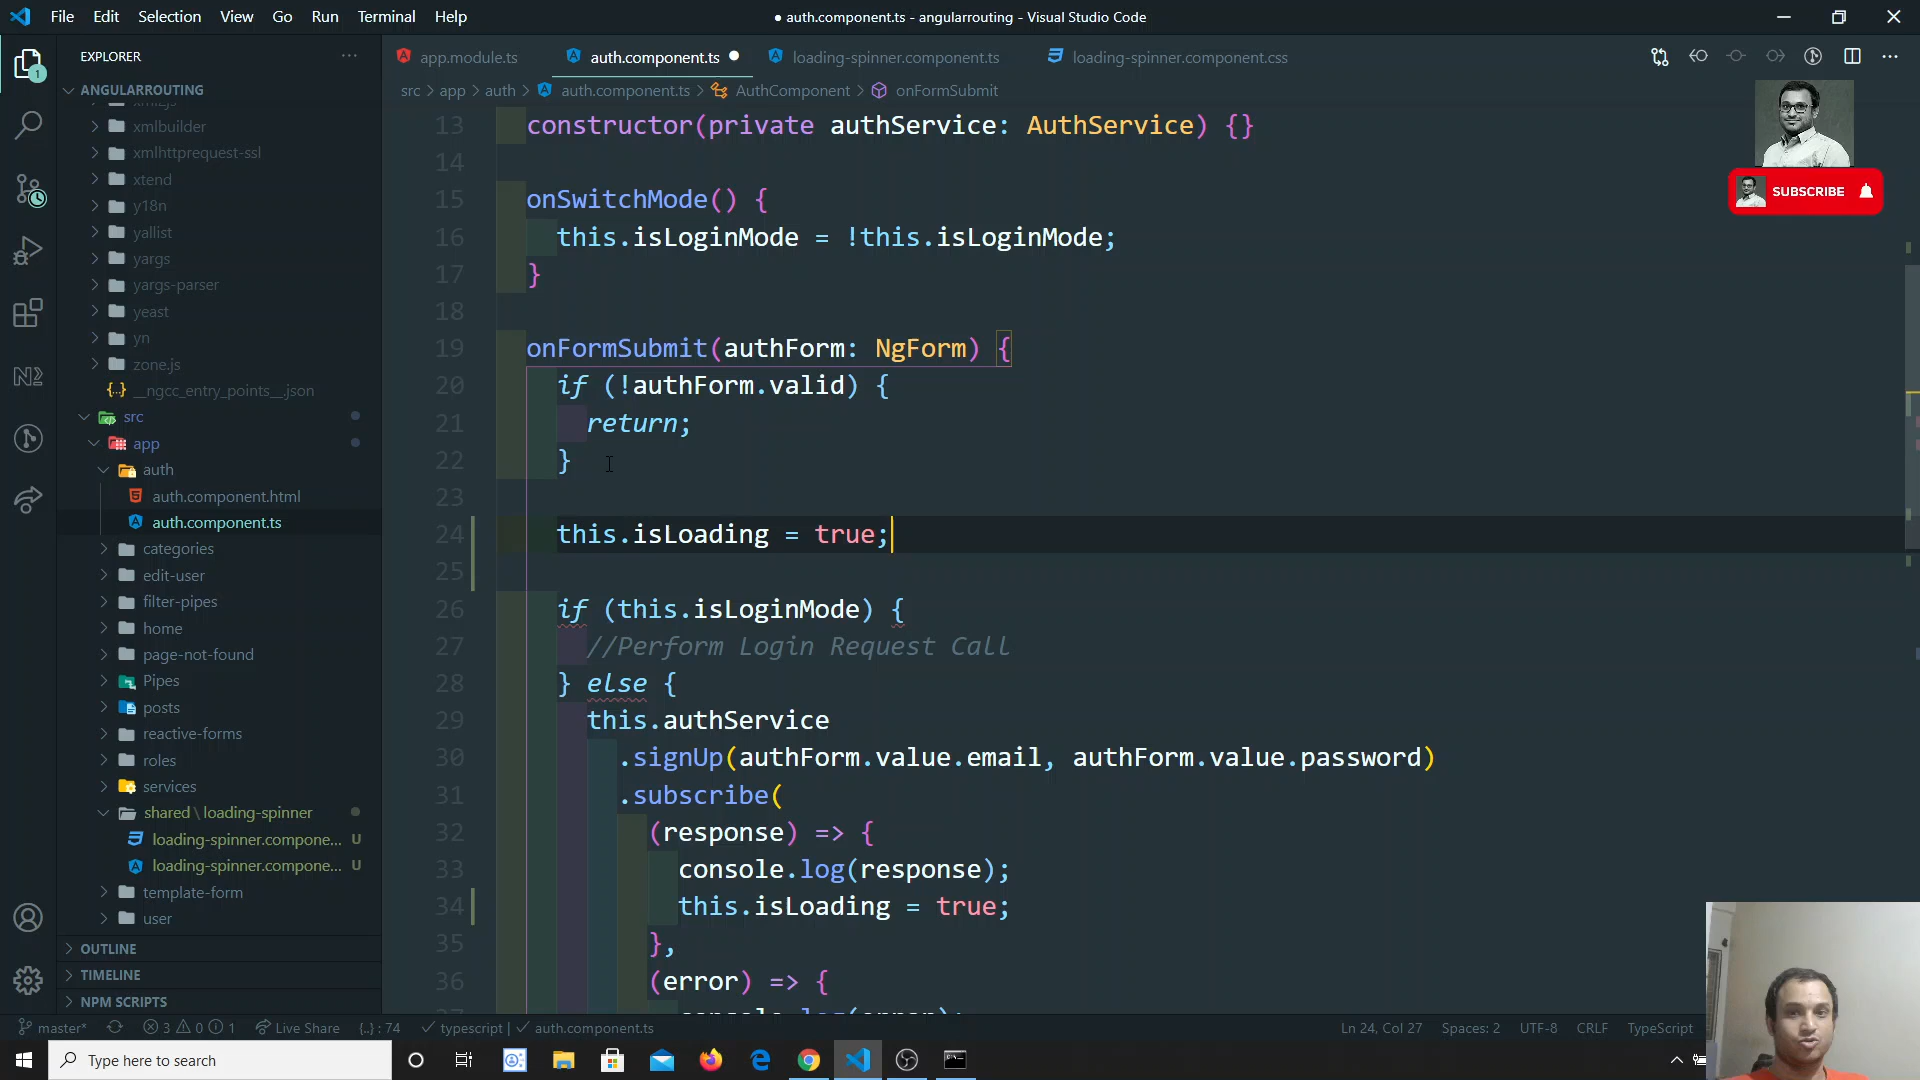 File Edit Selection View Go Run Terminal Help
● auth.component.ts - angularrouting - Visual Studio Code
EXPLORER
ANGULARROUTING
xmlbuilder
xmlhttprequest-ssl
xtend
y18n
yallist
yargs
yargs-parser
yeast
yn
zone.js
{} __ngcc_entry_points__.json
src
app
auth
auth.component.html
auth.component.ts
categories
edit-user
filter-pipes
home
page-not-found
Pipes
posts
reactive-forms
roles
services
shared \ loading-spinner
loading-spinner.compone... U
loading-spinner.compone... U
template-form
user
OUTLINE
TIMELINE
NPM SCRIPTS
app.module.ts auth.component.ts ● loading-spinner.component.ts loading-spinner.component.css
src > app > auth > auth.component.ts > AuthComponent > onFormSubmit
13 constructor(private authService: AuthService) {}
14
15 onSwitchMode() {
16 this.isLoginMode = !this.isLoginMode;
17 }
18
19 onFormSubmit(authForm: NgForm) {
20 if (!authForm.valid) {
21 return;
22 }
23
24 this.isLoading = true;
25
26 if (this.isLoginMode) {
27 //Perform Login Request Call
28 } else {
29 this.authService
30 .signUp(authForm.value.email, authForm.value.password)
31 .subscribe(
32 (response) => {
33 console.log(response);
34 this.isLoading = true;
35 },
36 (error) => {
SUBSCRIBE
master* 3 0 1 Live Share {..} : 74 typescript | auth.component.ts
Ln 24, Col 27 Spaces: 2 UTF-8 CRLF TypeScript
Type here to search